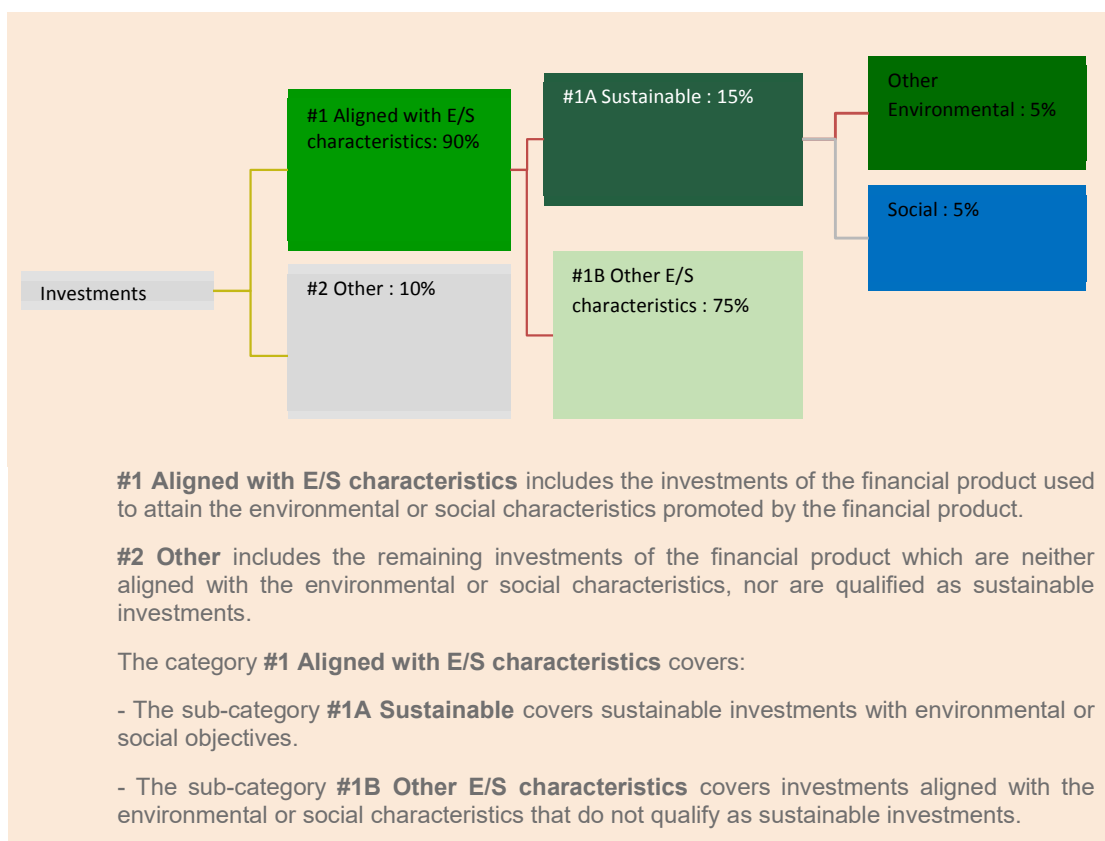 #1 Aligned with E/S
characteristics: 90%
#1A Sustainable : 15%
Other
Environmental : 5%
Social : 5%
Investments
#2 Other : 10%
#1B Other E/S
characteristics : 75%
#1 Aligned with E/S characteristics includes the investments of the financial product used
to attain the environmental or social characteristics promoted by the financial product.
#2 Other includes the remaining investments of the financial product which are neither
aligned with the environmental or social characteristics, nor are qualified as sustainable
investments.
The category #1 Aligned with E/S characteristics covers:
- The sub-category #1A Sustainable covers sustainable investments with environmental or
social objectives.
- The sub-category #1B Other E/S characteristics covers investments aligned with the
environmental or social characteristics that do not qualify as sustainable investments.